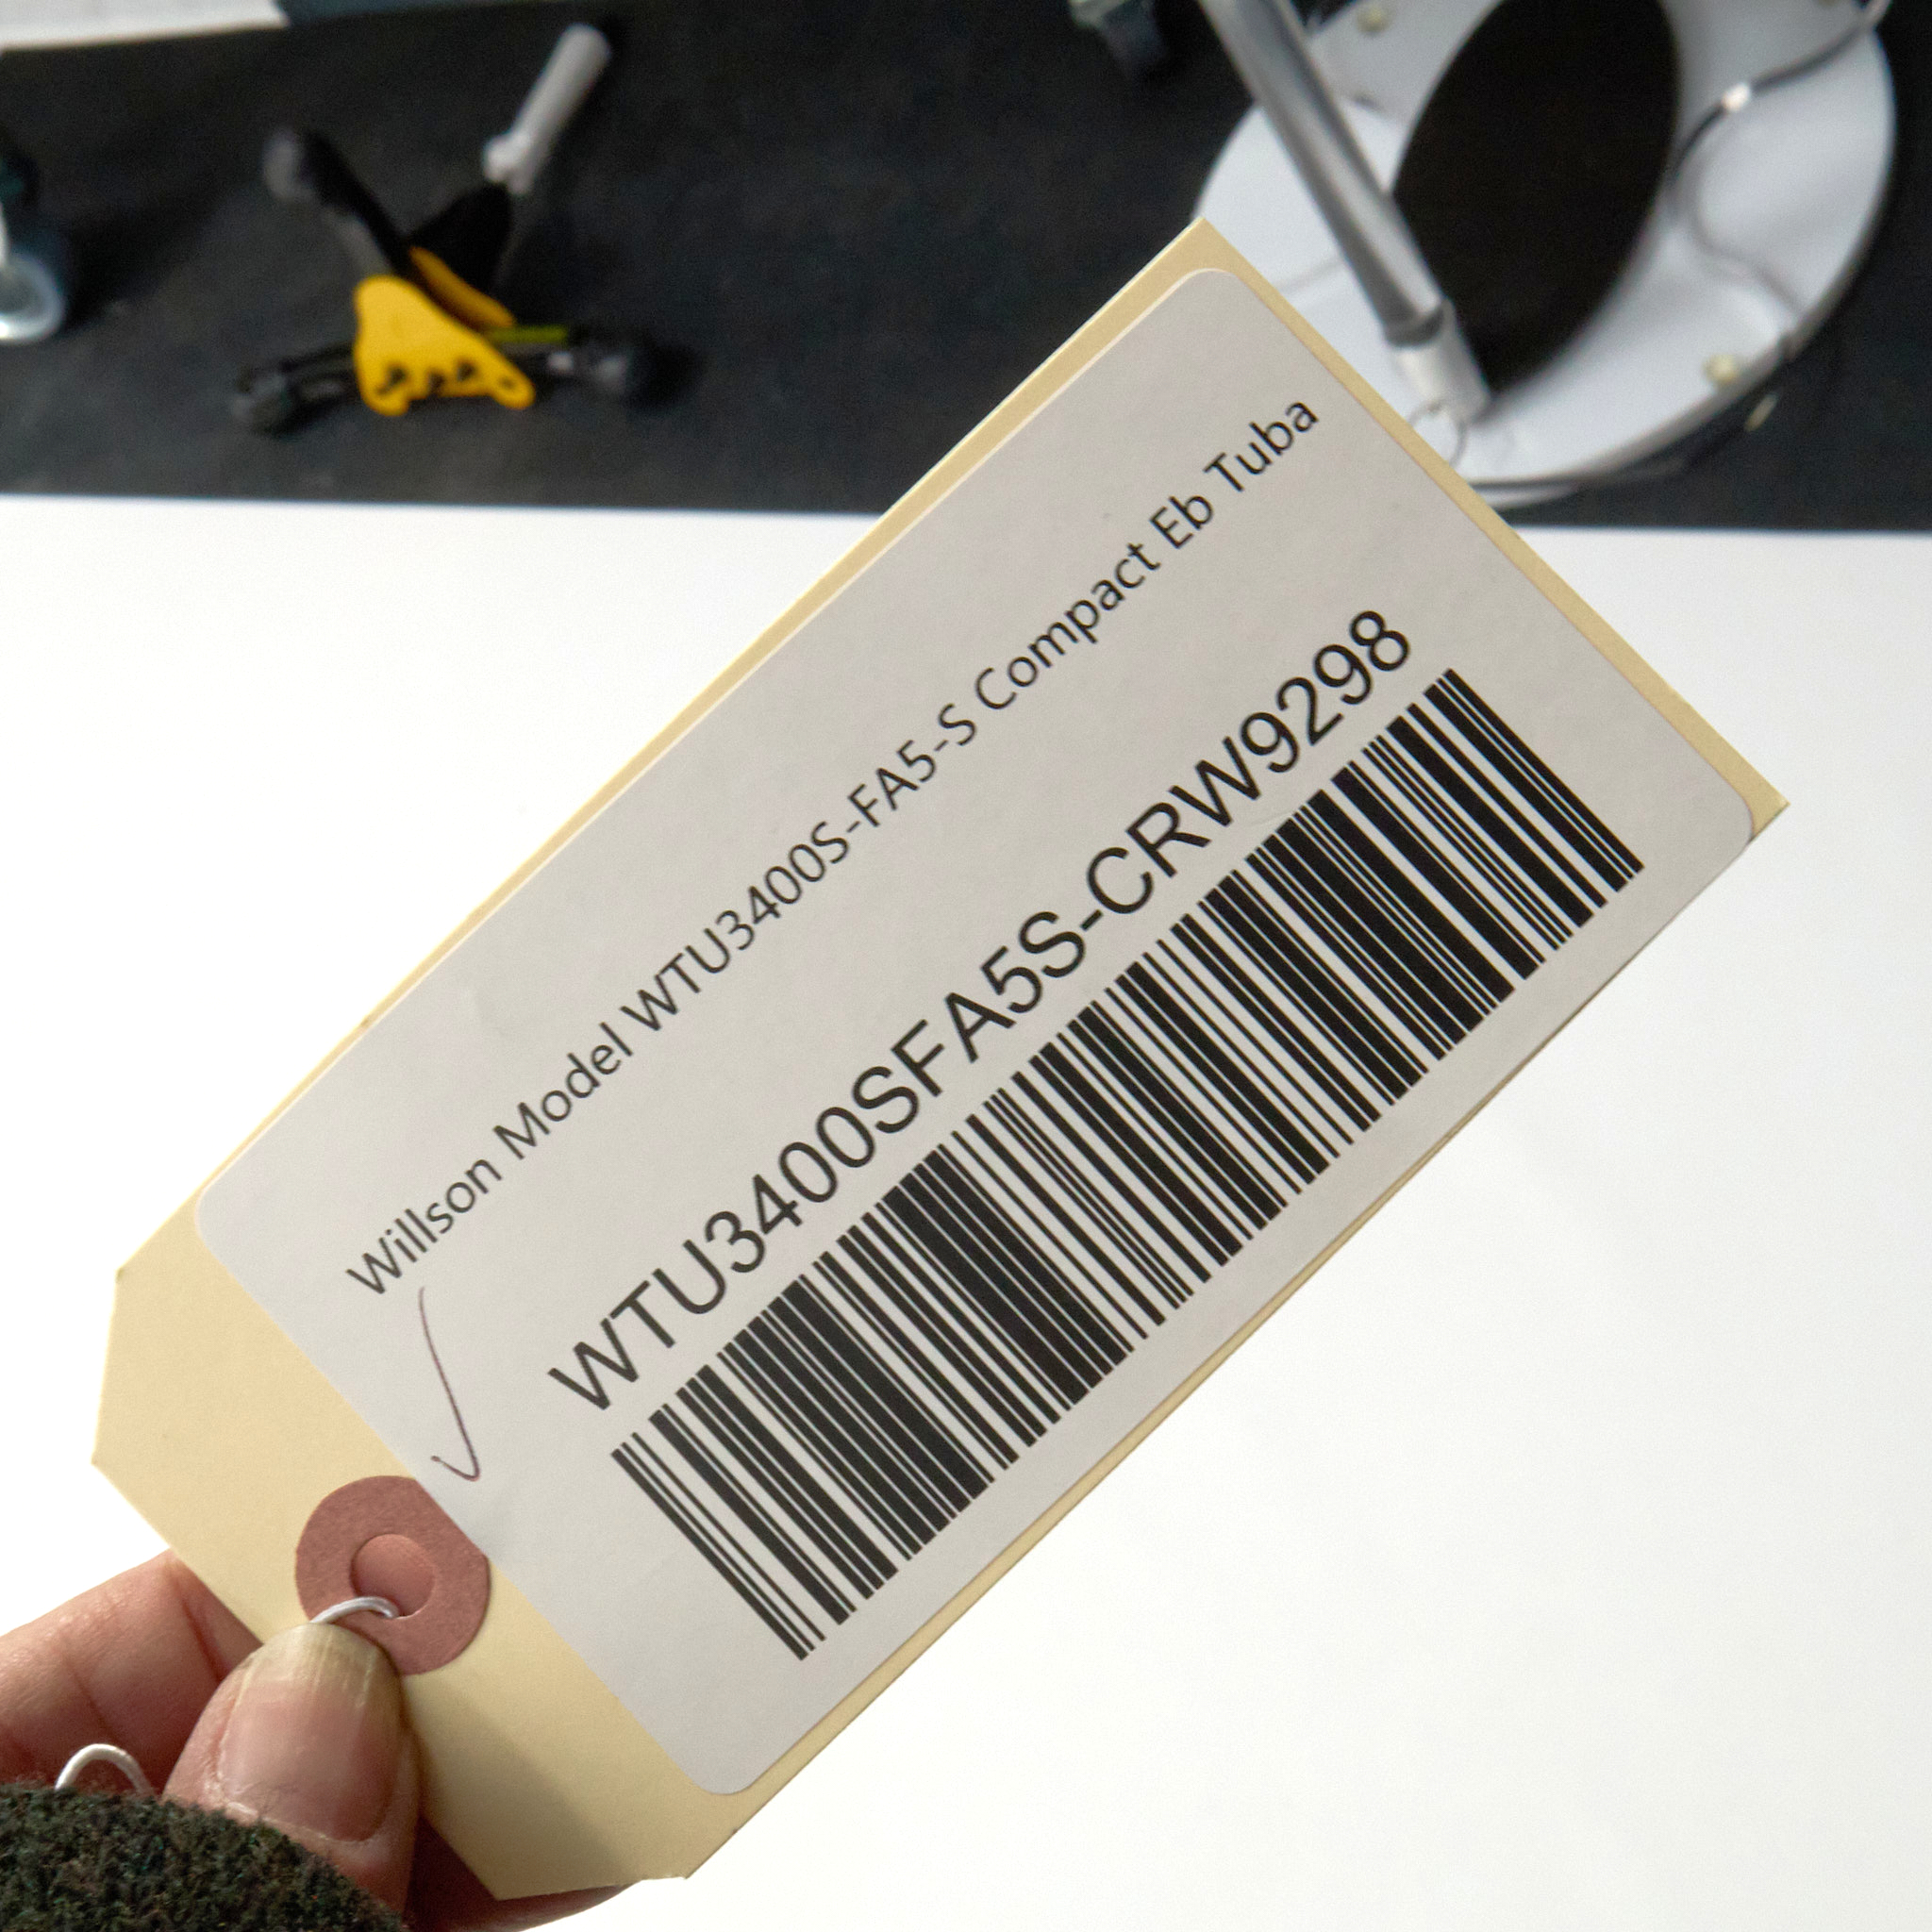 Willson Model WTU3400S-FA5-S Compact Eb Tuba
WTU3400SFA5S-CRW9298